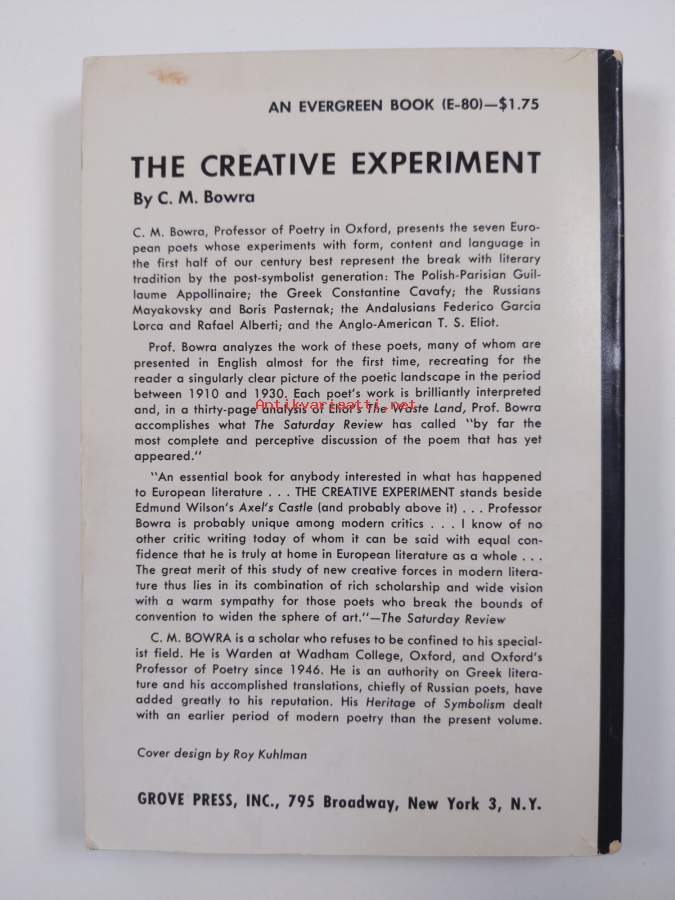 AN EVERGREEN BOOK (E-80)—$1.75
THE CREATIVE EXPERIMENT
By C. M. Bowra
C. M. Bowra, Professor of Poetry in Oxford, presents the seven Euro-
pean poets whose experiments with form, content and language in
the first half of our century best represent the break with literary
tradition by the post-symbolist generation: The Polish-Parisian Guil-
laume Appollinaire; the Greek Constantine Cavafy; the Russians
Mayakovsky and Boris Pasternak; the Andalusians Federico Garcia
Lorca and Rafael Alberti; and the Anglo-American T. S. Eliot.
Prof. Bowra analyzes the work of these poets, many of whom are
presented in English almost for the first time, recreating for the
reader a singularly clear picture of the poetic landscape in the period
between 1910 and 1930. Each poet's work is brilliantly interpreted
Antikvariaatti.net
and, in a thirty-page analysis of Eliot's The Waste Land, Prof. Bowra
accomplishes what The Saturday Review has called "by far the
most complete and perceptive discussion of the poem that has yet
appeared."
"An essential book for anybody interested in what has happened
to European literature . . . THE CREATIVE EXPERIMENT stands beside
Edmund Wilson's Axel's Castle (and probably above it) . . . Professor
Bowra is probably unique among modern critics . . . I know of no
other critic writing today of whom it can be said with equal con-
fidence that he is truly at home in European literature as a whole . . .
The great merit of this study of new creative forces in modern litera-
ture thus lies in its combination of rich scholarship and wide vision
with a warm sympathy for those poets who break the bounds of
convention to widen the sphere of art."—The Saturday Review
C. M. BOWRA is a scholar who refuses to be confined to his special-
ist field. He is Warden at Wadham College, Oxford, and Oxford's
Professor of Poetry since 1946. He is an authority on Greek litera-
ture and his accomplished translations, chiefly of Russian poets, have
added greatly to his reputation. His Heritage of Symbolism dealt
with an earlier period of modern poetry than the present volume.
Cover design by Roy Kuhlman
GROVE PRESS, INC., 795 Broadway, New York 3, N.Y.